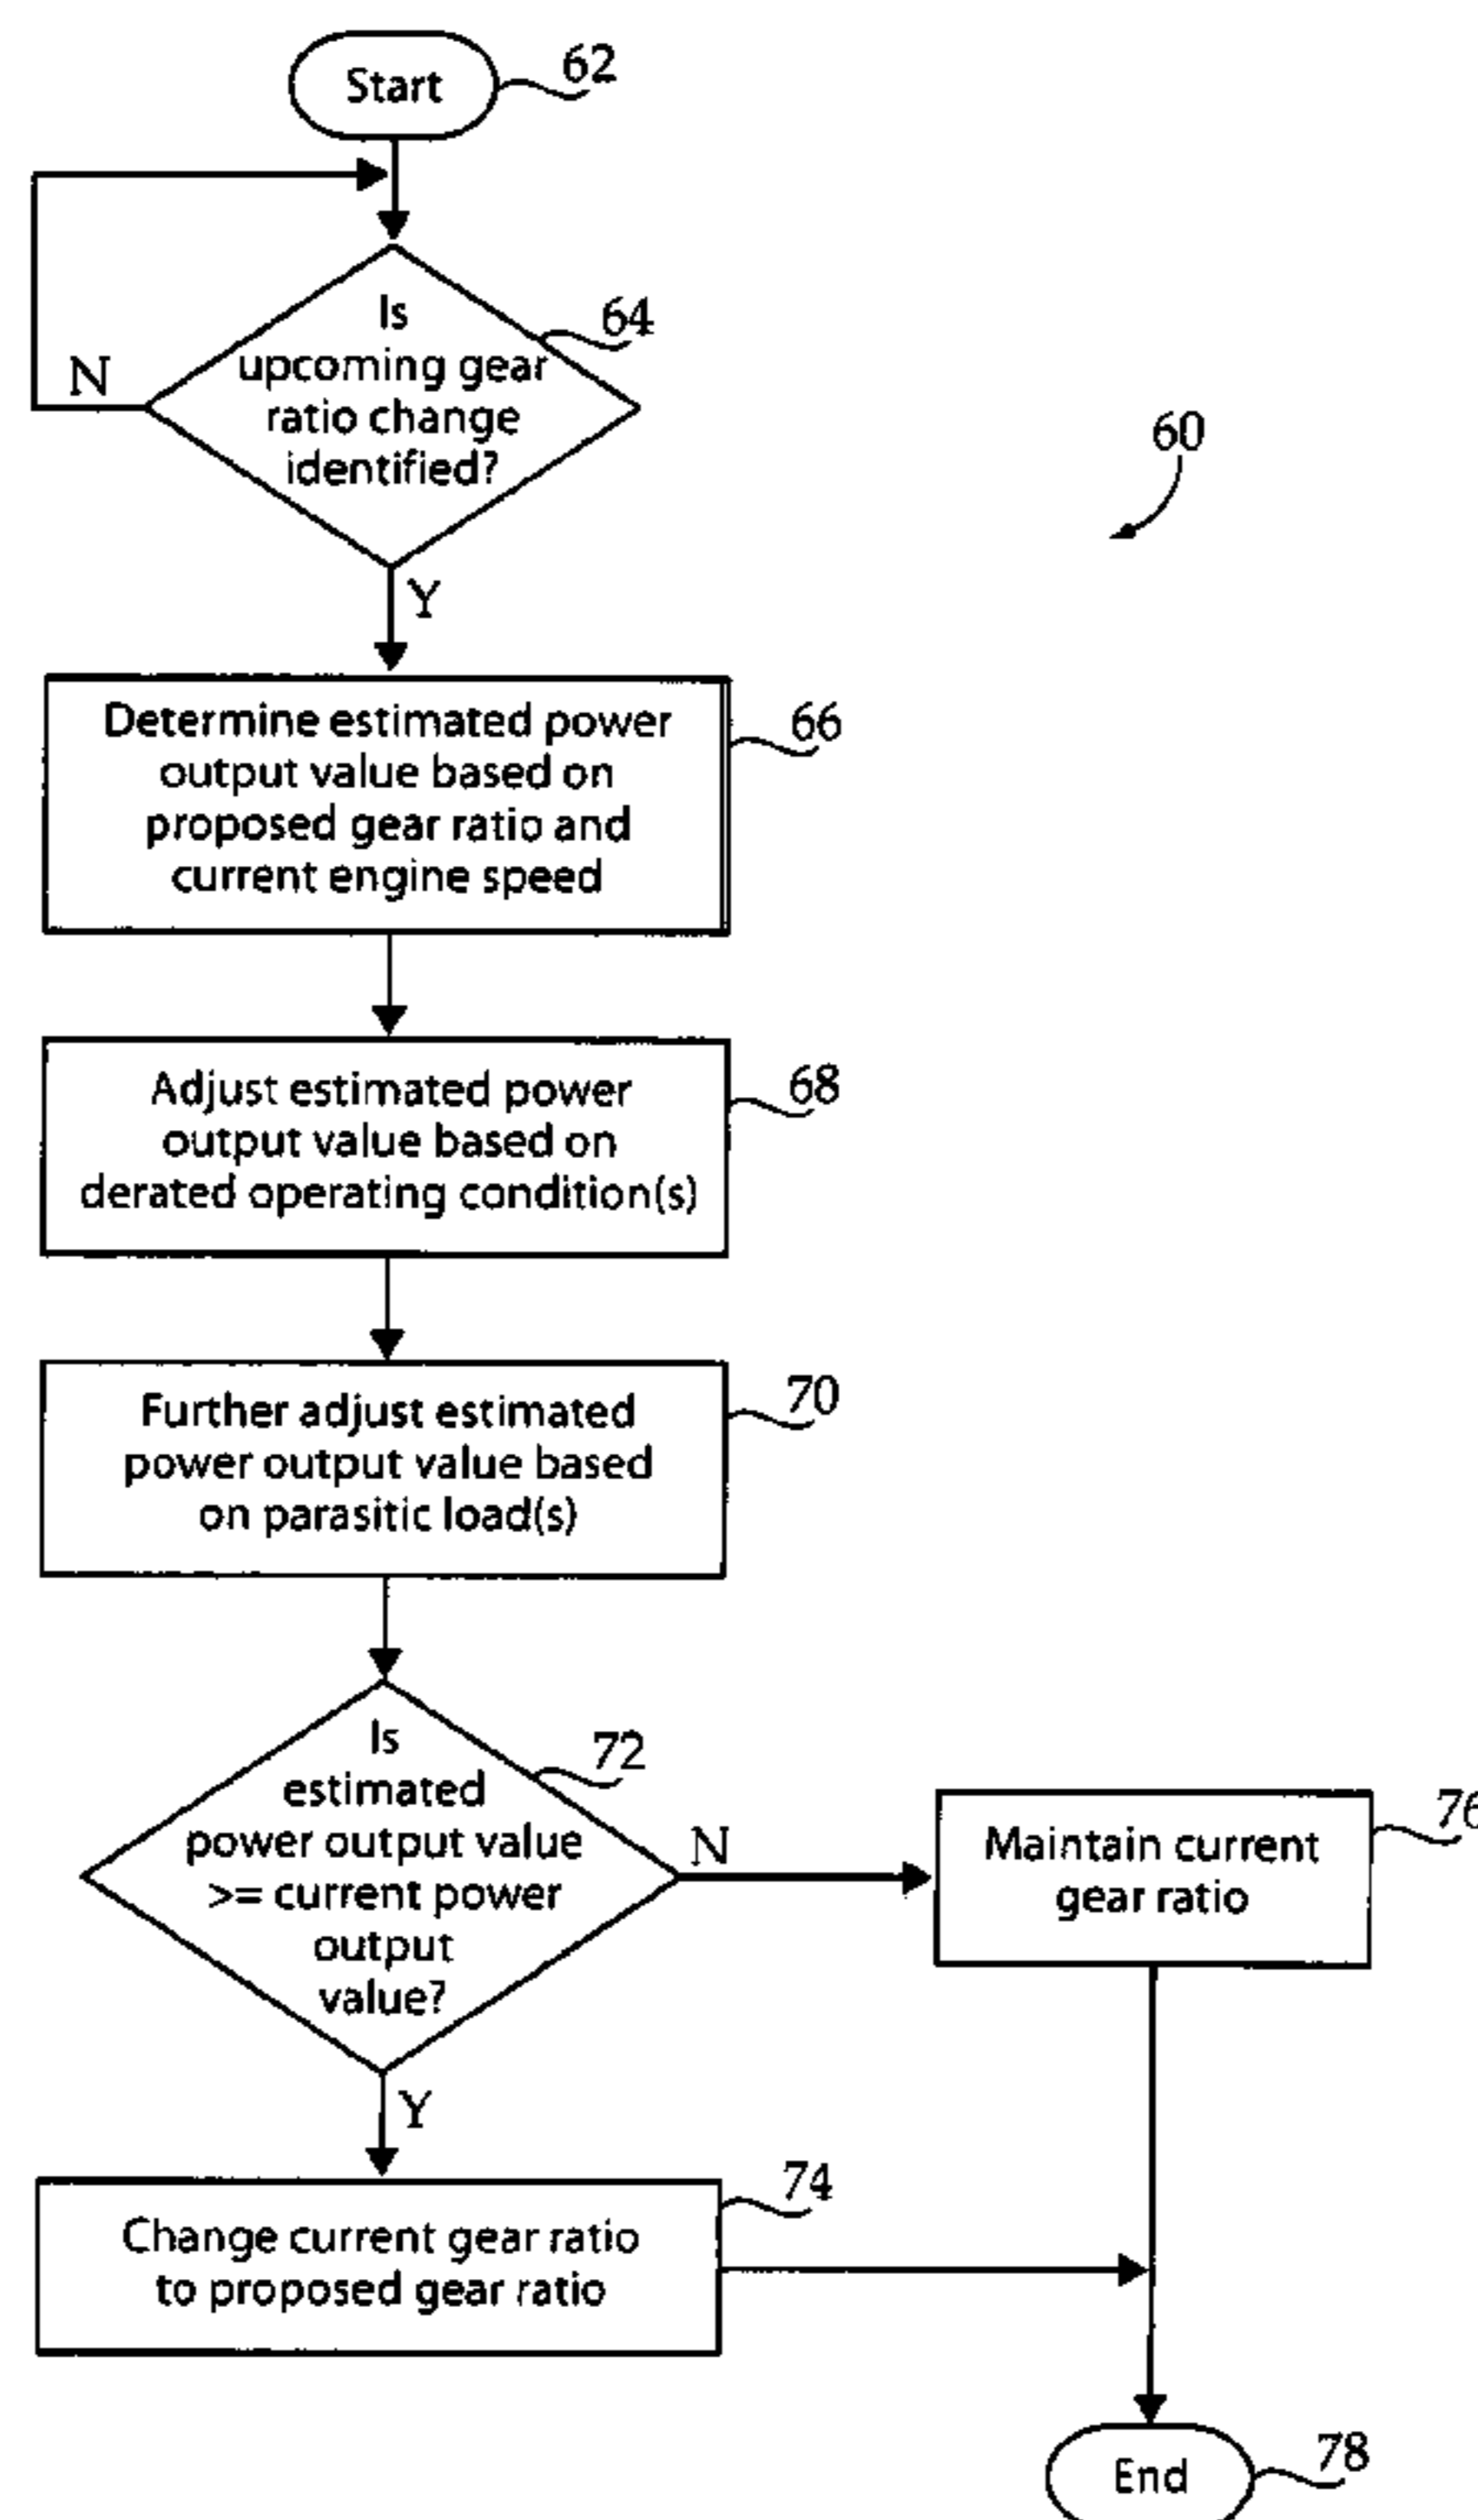 Start
62
Is
upcoming gear
ratio change
identified?
64
N
60
Y
Determine estimated power
output value based on
proposed gear ratio and
current engine speed
66
Adjust estimated power
output value based on
derated operating condition(s)
68
Further adjust estimated
power output value based
on parasitic load(s)
70
Is
estimated
power output value
>= current power
output
value?
72
N
Maintain current
gear ratio
76
Y
Change current gear ratio
to proposed gear ratio
74
End
78